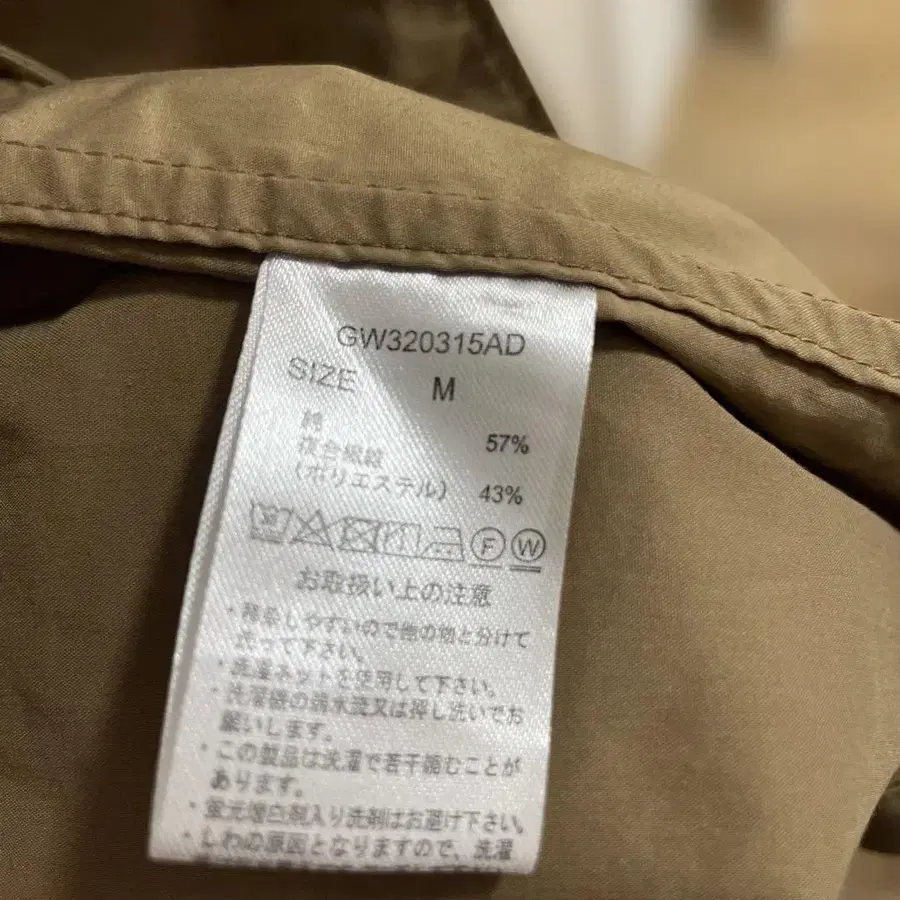 GW320315AD
SIZE M
綿 57%
複合繊維
(ポリエステル) 43%
F W
お取扱い上の注意
・移染しやすいので他の物と分けて
洗って下さい。
・洗濯ネットを使用して下さい。
・洗濯機の弱水流又は押し洗いでお
願いします。
・この製品は洗濯で若干縮むことが
あります。
・蛍光増白剤入り洗剤はお避け下さい。
・しわの原因となりますので、洗濯